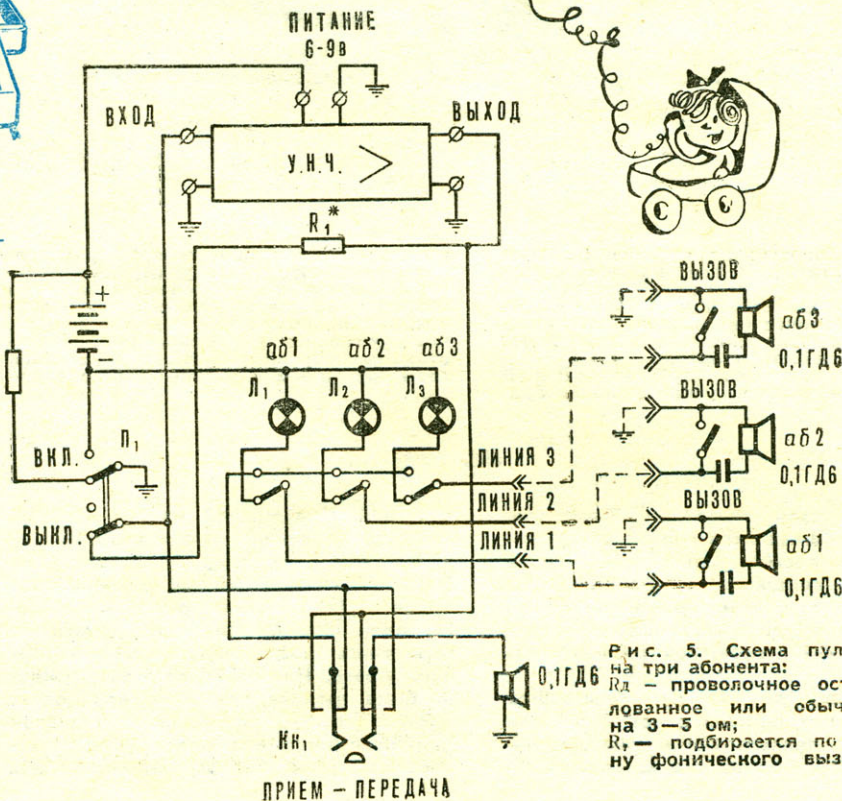 ПИТАНИЕ
6-9в
ВХОД
ВЫХОД
У.Н.Ч.
R₁*
+
−
аб1 аб2 аб3
Л₁ Л₂ Л₃
ВКЛ. П₁
ВЫКЛ.
ЛИНИЯ 3
ЛИНИЯ 2
ЛИНИЯ 1
ВЫЗОВ
аб3
0,1ГД6
ВЫЗОВ
аб2
0,1ГД6
ВЫЗОВ
аб1
0,1ГД6
0,1ГД6
Кк₁
ПРИЕМ – ПЕРЕДАЧА
Рис. 5. Схема пул
на три абонента:
Rд — проволочное ост
лованное или обыч
на 3—5 ом;
— подбирается по
ну фонического выз